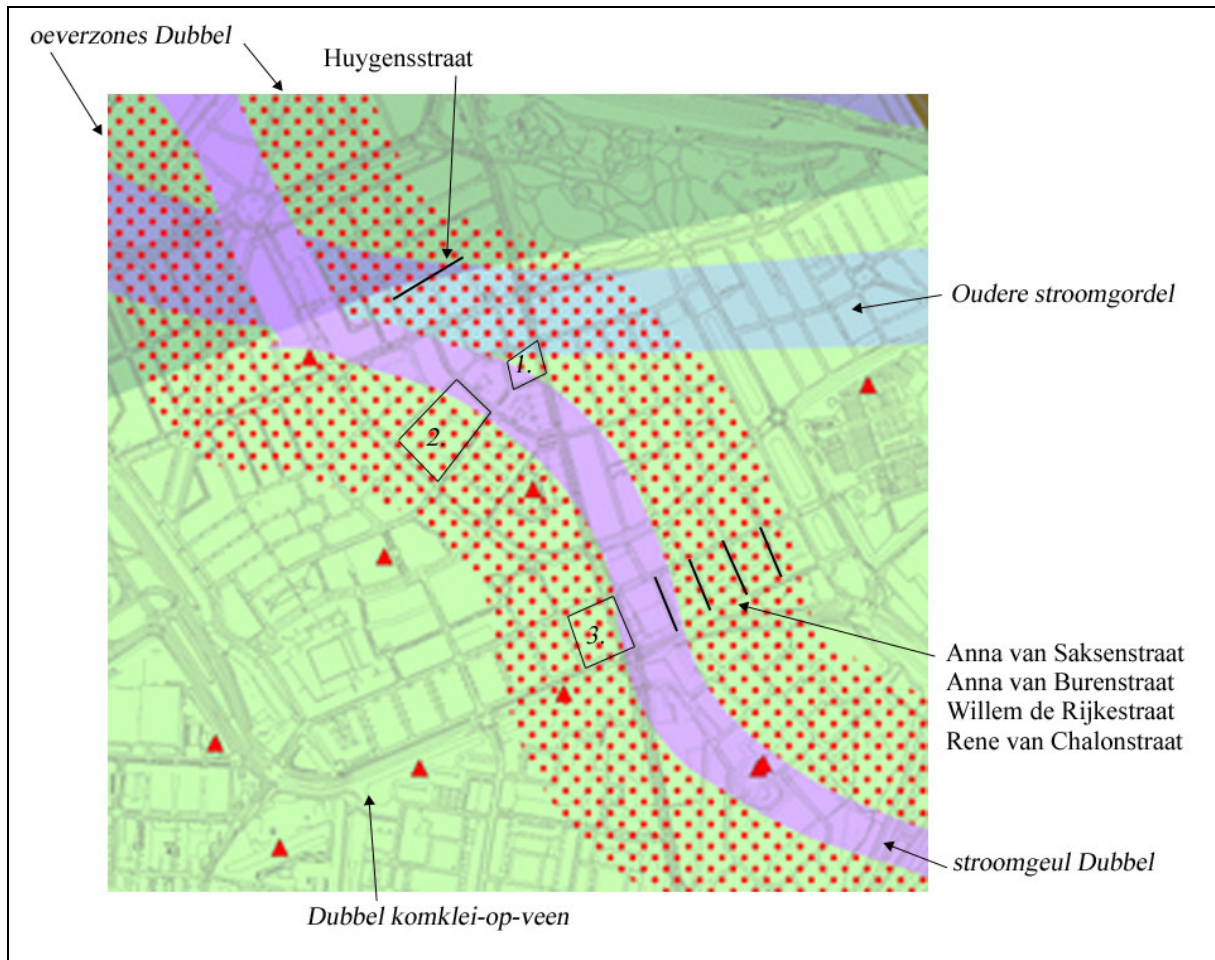 oeverzones Dubbel
Huygensstraat
Oudere stroomgordel
1.
2.
3.
Anna van Saksenstraat
Anna van Burenstraat
Willem de Rijkestraat
Rene van Chalonstraat
stroomgeul Dubbel
Dubbel komklei-op-veen